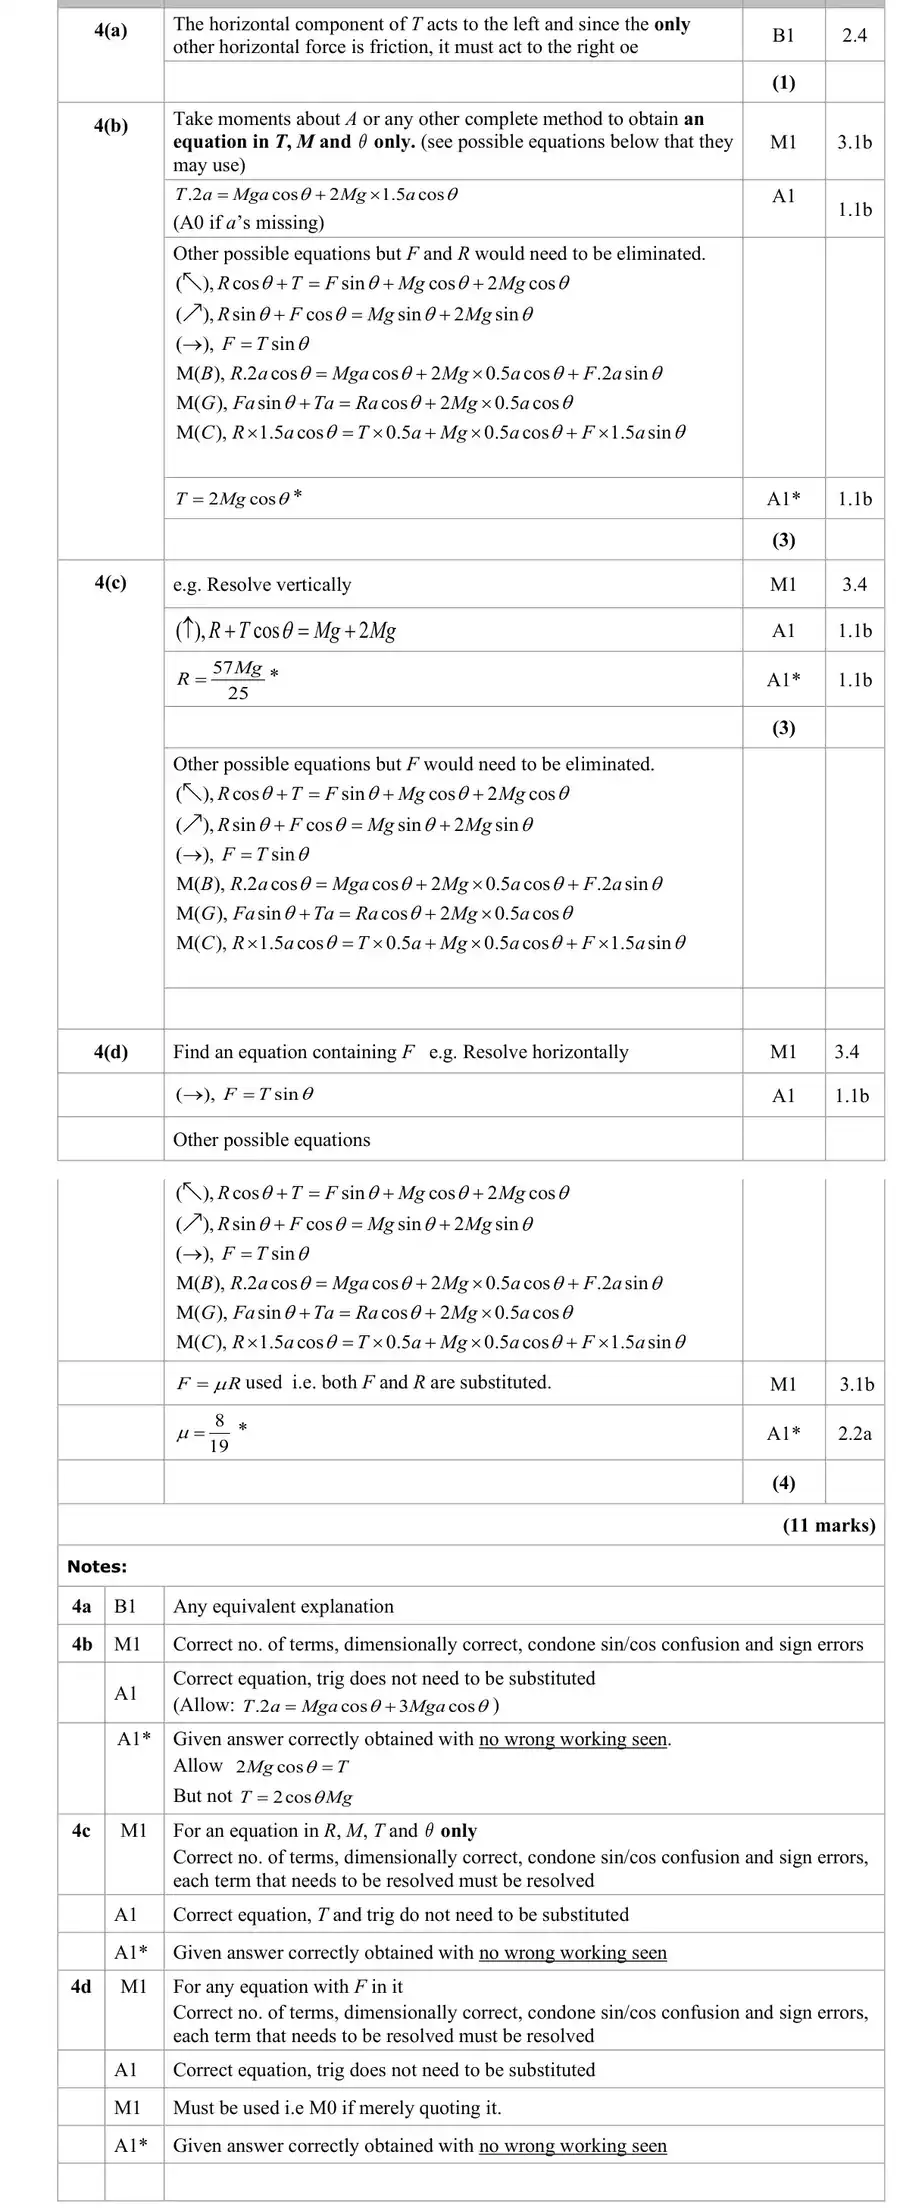 4(a) The horizontal component of T acts to the left and since the only
other horizontal force is friction, it must act to the right oe B1 2.4
(1)
4(b) Take moments about A or any other complete method to obtain an
equation in T, M and θ only. (see possible equations below that they
may use) M1 3.1b
T.2a = Mga cos θ + 2Mg × 1.5a cos θ A1
(A0 if a's missing) 1.1b
Other possible equations but F and R would need to be eliminated.
(↖), R cos θ + T = F sin θ + Mg cos θ + 2Mg cos θ
(↗), R sin θ + F cos θ = Mg sin θ + 2Mg sin θ
(→), F = T sin θ
M(B), R.2a cos θ = Mga cos θ + 2Mg × 0.5a cos θ + F.2a sin θ
M(G), Fa sin θ + Ta = Ra cos θ + 2Mg × 0.5a cos θ
M(C), R × 1.5a cos θ = T × 0.5a + Mg × 0.5a cos θ + F × 1.5a sin θ
T = 2Mg cos θ * A1* 1.1b
(3)
4(c) e.g. Resolve vertically M1 3.4
(↑), R + T cos θ = Mg + 2Mg A1 1.1b
R = 57Mg/25 * A1* 1.1b
(3)
Other possible equations but F would need to be eliminated.
(↖), R cos θ + T = F sin θ + Mg cos θ + 2Mg cos θ
(↗), R sin θ + F cos θ = Mg sin θ + 2Mg sin θ
(→), F = T sin θ
M(B), R.2a cos θ = Mga cos θ + 2Mg × 0.5a cos θ + F.2a sin θ
M(G), Fa sin θ + Ta = Ra cos θ + 2Mg × 0.5a cos θ
M(C), R × 1.5a cos θ = T × 0.5a + Mg × 0.5a cos θ + F × 1.5a sin θ
4(d) Find an equation containing F e.g. Resolve horizontally M1 3.4
(→), F = T sin θ A1 1.1b
Other possible equations
(↖), R cos θ + T = F sin θ + Mg cos θ + 2Mg cos θ
(↗), R sin θ + F cos θ = Mg sin θ + 2Mg sin θ
(→), F = T sin θ
M(B), R.2a cos θ = Mga cos θ + 2Mg × 0.5a cos θ + F.2a sin θ
M(G), Fa sin θ + Ta = Ra cos θ + 2Mg × 0.5a cos θ
M(C), R × 1.5a cos θ = T × 0.5a + Mg × 0.5a cos θ + F × 1.5a sin θ
F = μR used i.e. both F and R are substituted. M1 3.1b
μ = 8/19 * A1* 2.2a
(4)
(11 marks)
Notes:
4a B1 Any equivalent explanation
4b M1 Correct no. of terms, dimensionally correct, condone sin/cos confusion and sign errors
A1 Correct equation, trig does not need to be substituted
(Allow: T.2a = Mga cos θ + 3Mga cos θ )
A1* Given answer correctly obtained with no wrong working seen.
Allow 2Mg cos θ = T
But not T = 2 cos θMg
4c M1 For an equation in R, M, T and θ only
Correct no. of terms, dimensionally correct, condone sin/cos confusion and sign errors,
each term that needs to be resolved must be resolved
A1 Correct equation, T and trig do not need to be substituted
A1* Given answer correctly obtained with no wrong working seen
4d M1 For any equation with F in it
Correct no. of terms, dimensionally correct, condone sin/cos confusion and sign errors,
each term that needs to be resolved must be resolved
A1 Correct equation, trig does not need to be substituted
M1 Must be used i.e M0 if merely quoting it.
A1* Given answer correctly obtained with no wrong working seen